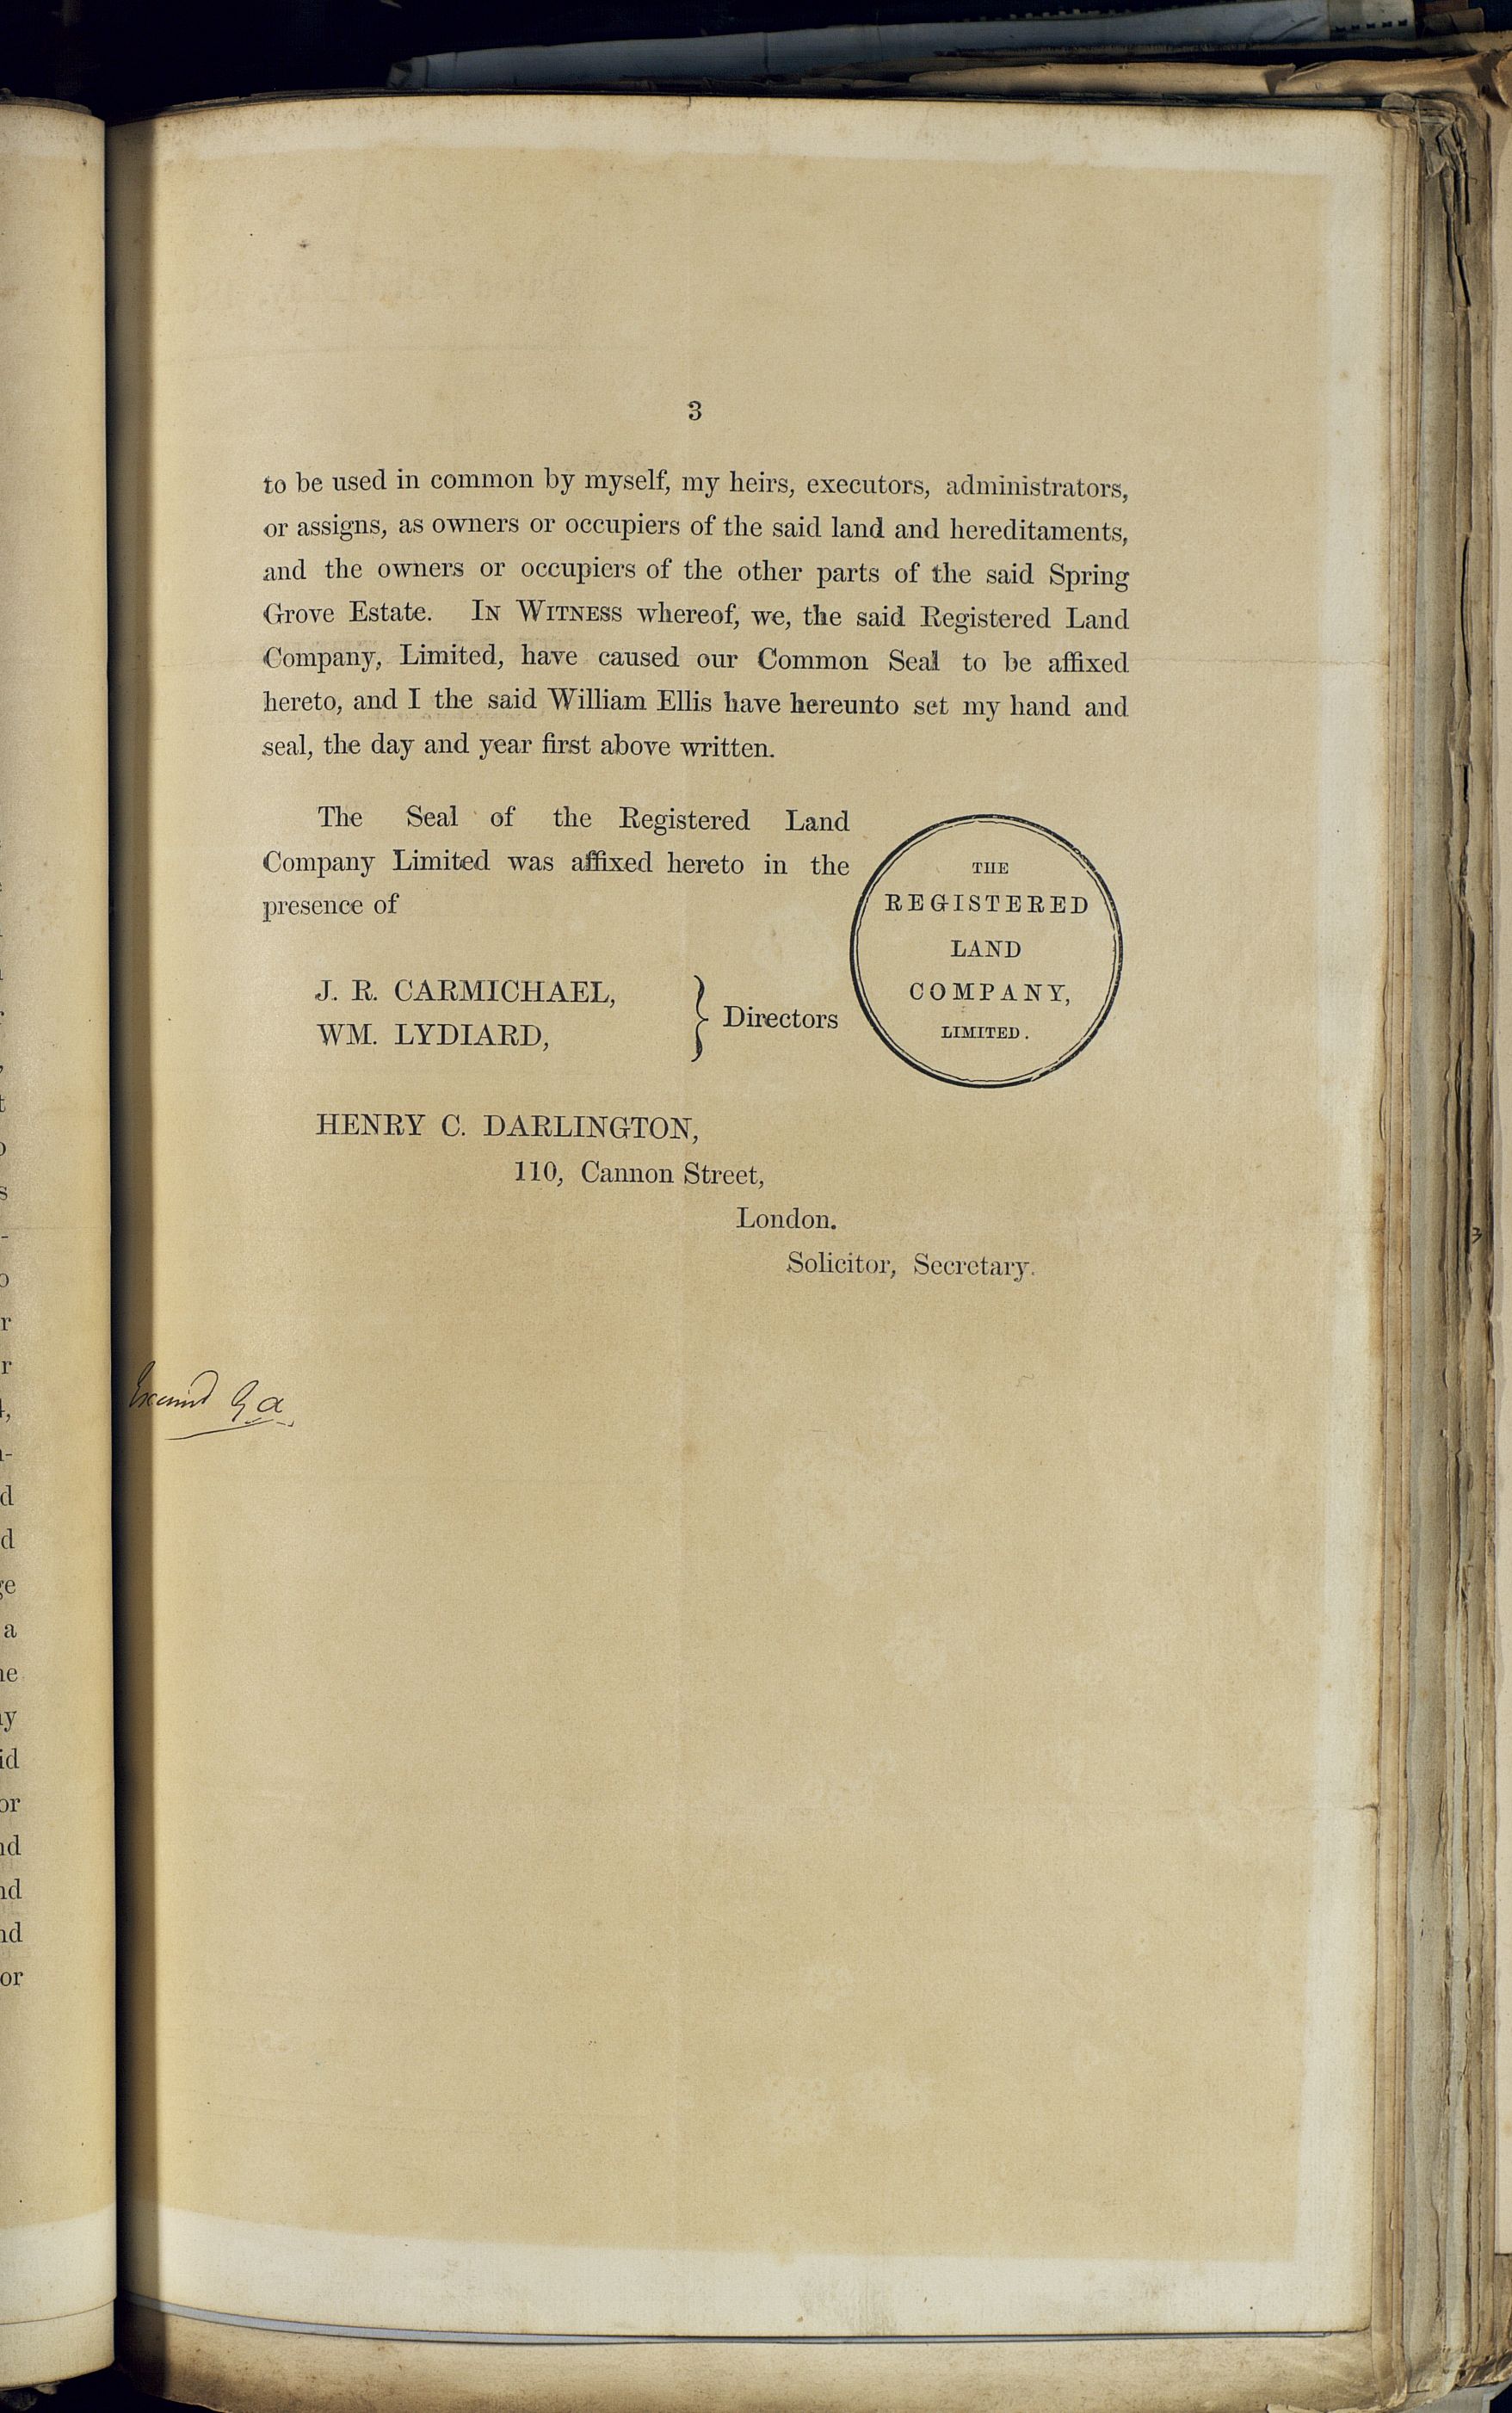 3
to be used in common by myself, my heirs, executors, administrators,
or assigns, as owners or occupiers of the said land and hereditaments,
and the owners or occupiers of the other parts of the said Spring
Grove Estate. IN WITNESS whereof, we, the said Registered Land
Company, Limited, have caused our Common Seal to be affixed
hereto, and I the said William Ellis have hereunto set my hand and
seal, the day and year first above written.
The Seal of the Registered Land
Company Limited was affixed hereto in the
presence of
THE
REGISTERED
LAND
COMPANY,
LIMITED.
J. R. CARMICHAEL,
WM. LYDIARD,
} Directors
HENRY C. DARLINGTON,
110, Cannon Street,
London.
Solicitor, Secretary.